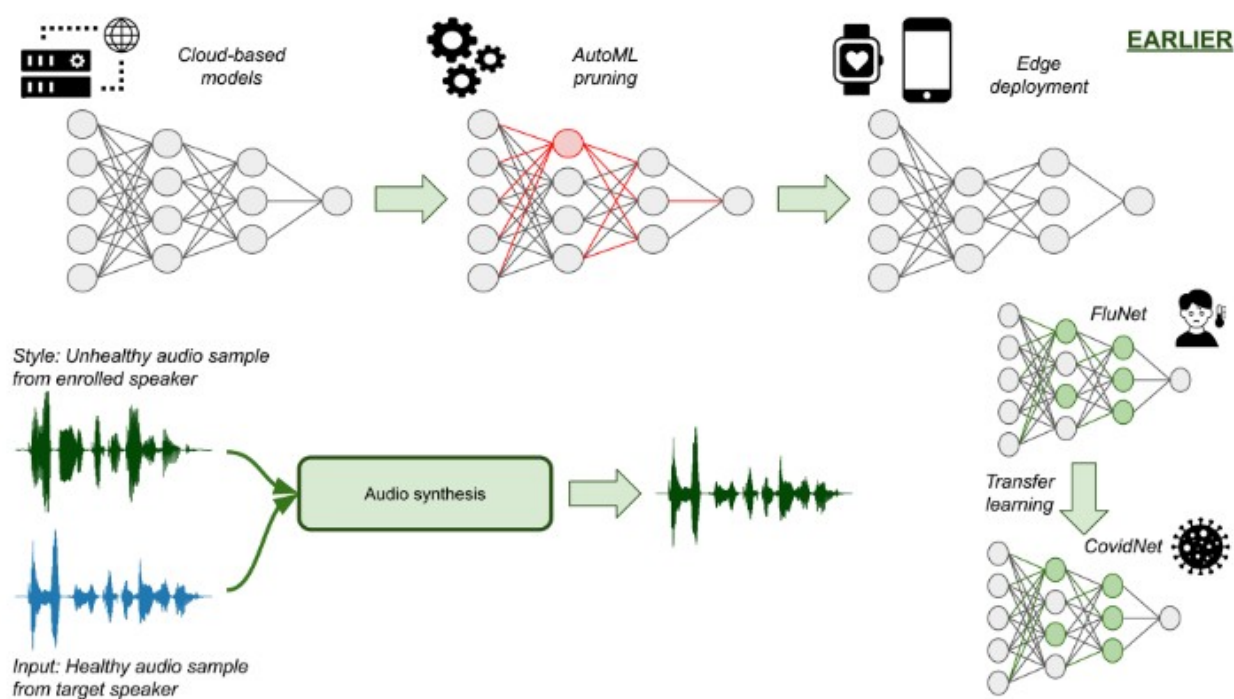 Cloud-based
models
AutoML
pruning
Edge
deployment
EARLIER
Style: Unhealthy audio sample
from enrolled speaker
Audio synthesis
Input: Healthy audio sample
from target speaker
FluNet
Transfer
learning
CovidNet